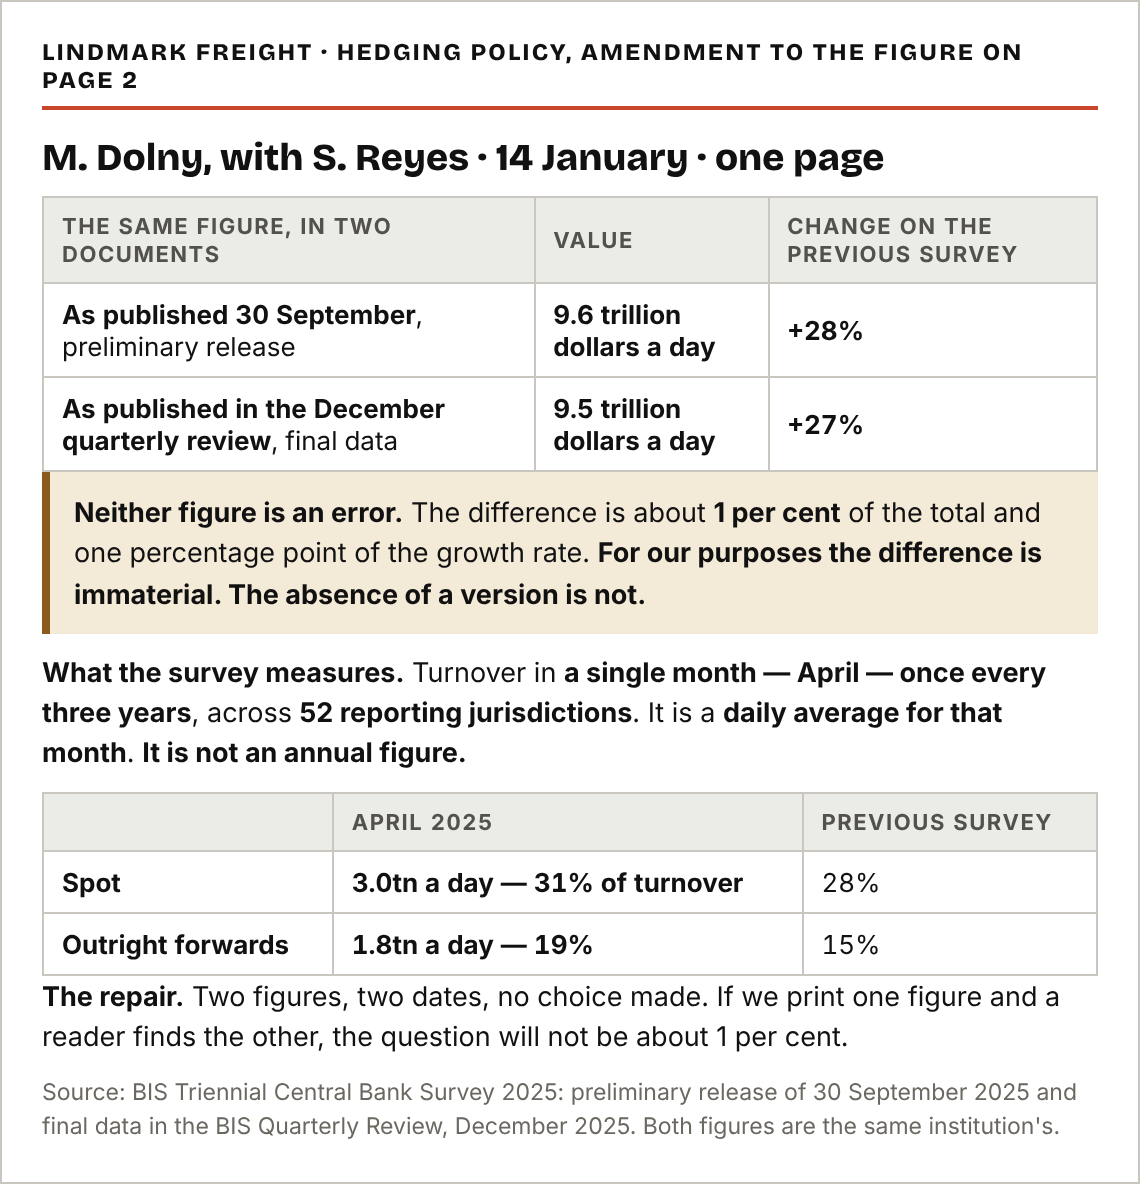 LINDMARK FREIGHT · HEDGING POLICY, AMENDMENT TO THE FIGURE ON
PAGE 2
M. Dolny, with S. Reyes · 14 January · one page
THE SAME FIGURE, IN TWO
DOCUMENTS
VALUE
CHANGE ON THE
PREVIOUS SURVEY
As published 30 September,
preliminary release
9.6 trillion
dollars a day
+28%
As published in the December
quarterly review, final data
9.5 trillion
dollars a day
+27%
Neither figure is an error. The difference is about 1 per cent of the total and
one percentage point of the growth rate. For our purposes the difference is
immaterial. The absence of a version is not.
What the survey measures. Turnover in a single month — April — once every
three years, across 52 reporting jurisdictions. It is a daily average for that
month. It is not an annual figure.
APRIL 2025
PREVIOUS SURVEY
Spot
3.0tn a day — 31% of turnover
28%
Outright forwards
1.8tn a day — 19%
15%
The repair. Two figures, two dates, no choice made. If we print one figure and a
reader finds the other, the question will not be about 1 per cent.
Source: BIS Triennial Central Bank Survey 2025: preliminary release of 30 September 2025 and
final data in the BIS Quarterly Review, December 2025. Both figures are the same institution's.